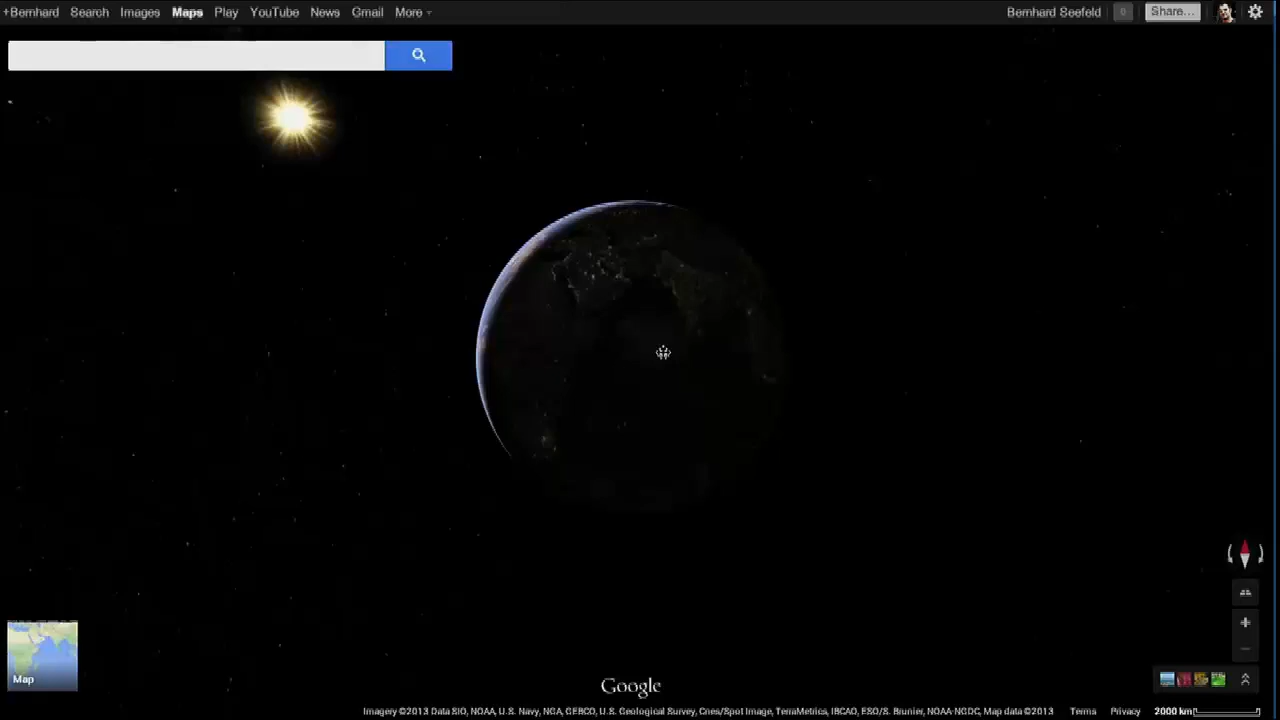 +Bernhard Search Images Maps Play YouTube News Gmail More
Bernhard Seefeld 0 Share...
Map
Google
Imagery ©2013 Data SIO, NOAA, U.S. Navy, NGA, GEBCO, U.S. Geological Survey, Cnes/Spot Image, TerraMetrics, IBCAO, ESO/S. Brunier, NOAA-NGDC, Map data ©2013 Terms Privacy 2000 km